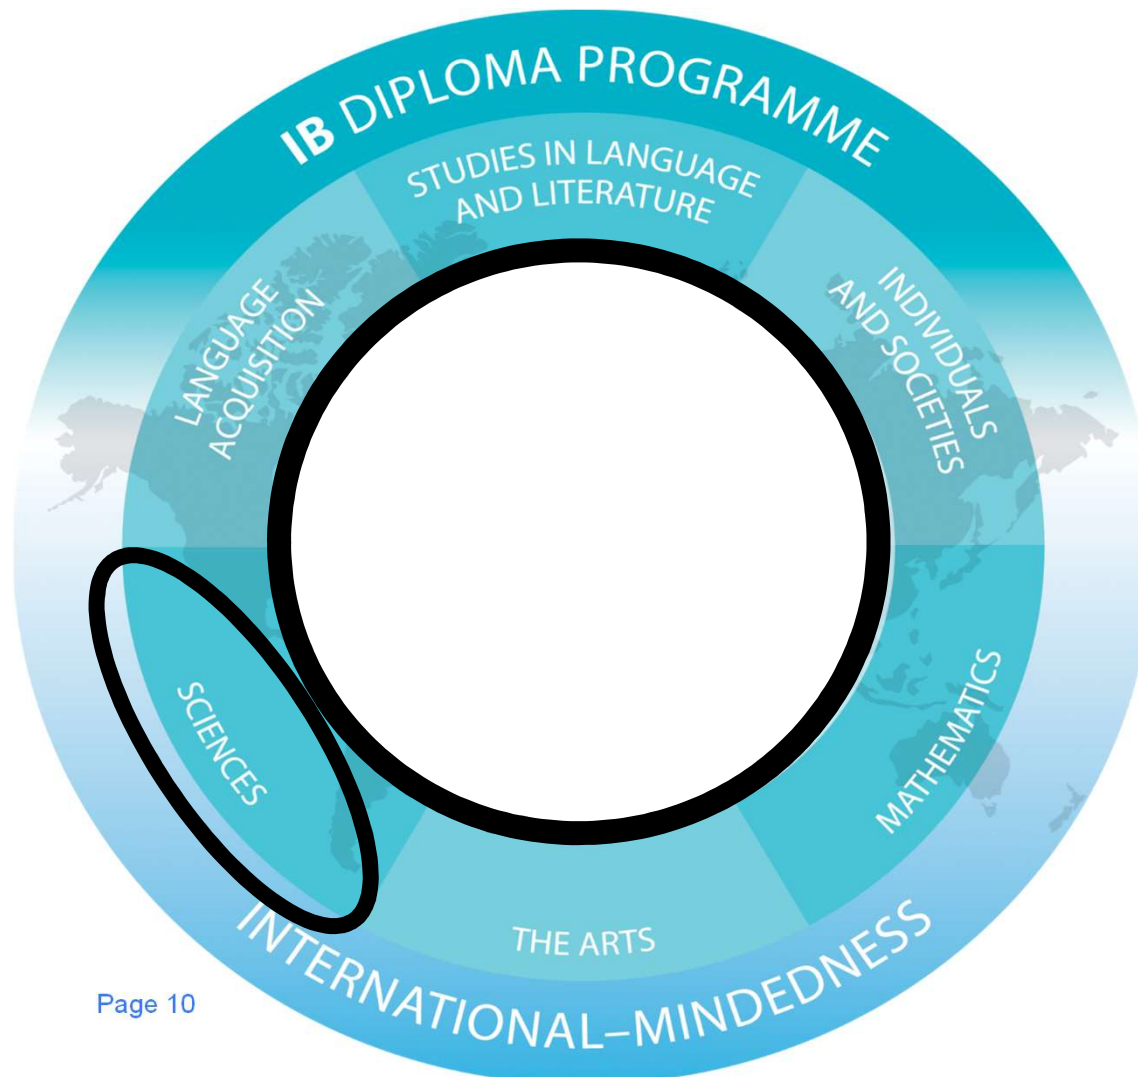 IB DIPLOMA PROGRAMME
STUDIES IN LANGUAGE
AND LITERATURE
LANGUAGE
ACQUISITION
INDIVIDUALS
AND SOCIETIES
SCIENCES
MATHEMATICS
THE ARTS
INTERNATIONAL–MINDEDNESS
Page 10